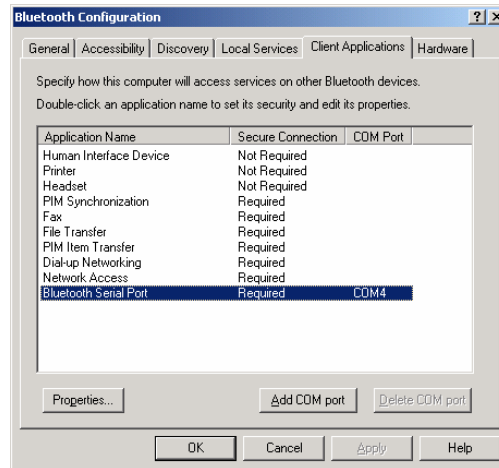 Bluetooth Configuration
General Accessibility Discovery Local Services Client Applications Hardware
Specify how this computer will access services on other Bluetooth devices.
Double-click an application name to set its security and edit its properties.
Application Name Secure Connection COM Port
Human Interface Device Not Required
Printer Not Required
Headset Not Required
PIM Synchronization Required
Fax Required
File Transfer Required
PIM Item Transfer Required
Dial-up Networking Required
Network Access Required
Bluetooth Serial Port Required COM4
Properties... Add COM port Delete COM port
OK Cancel Apply Help